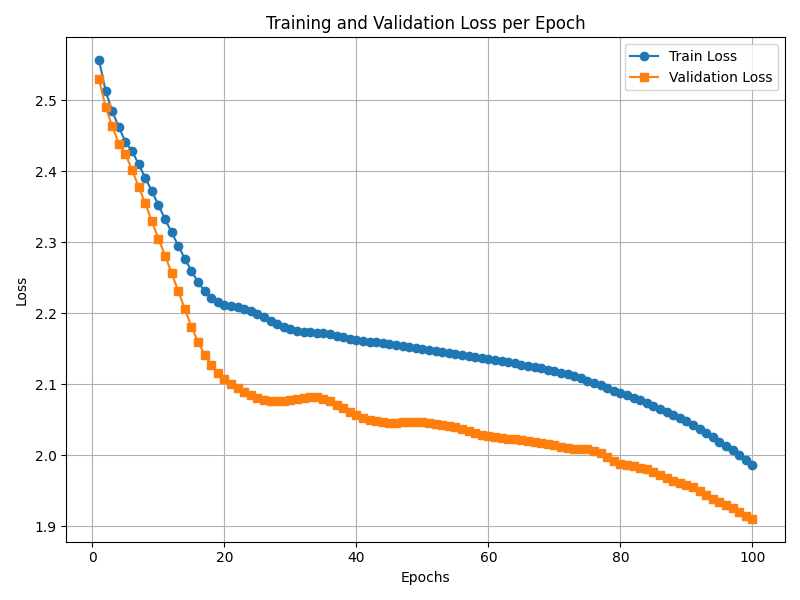 Training and Validation Loss per Epoch
Train Loss
Validation Loss
2.5
2.4
2.3
2.2
2.1
2.0
1.9
Loss
0 20 40 60 80 100
Epochs